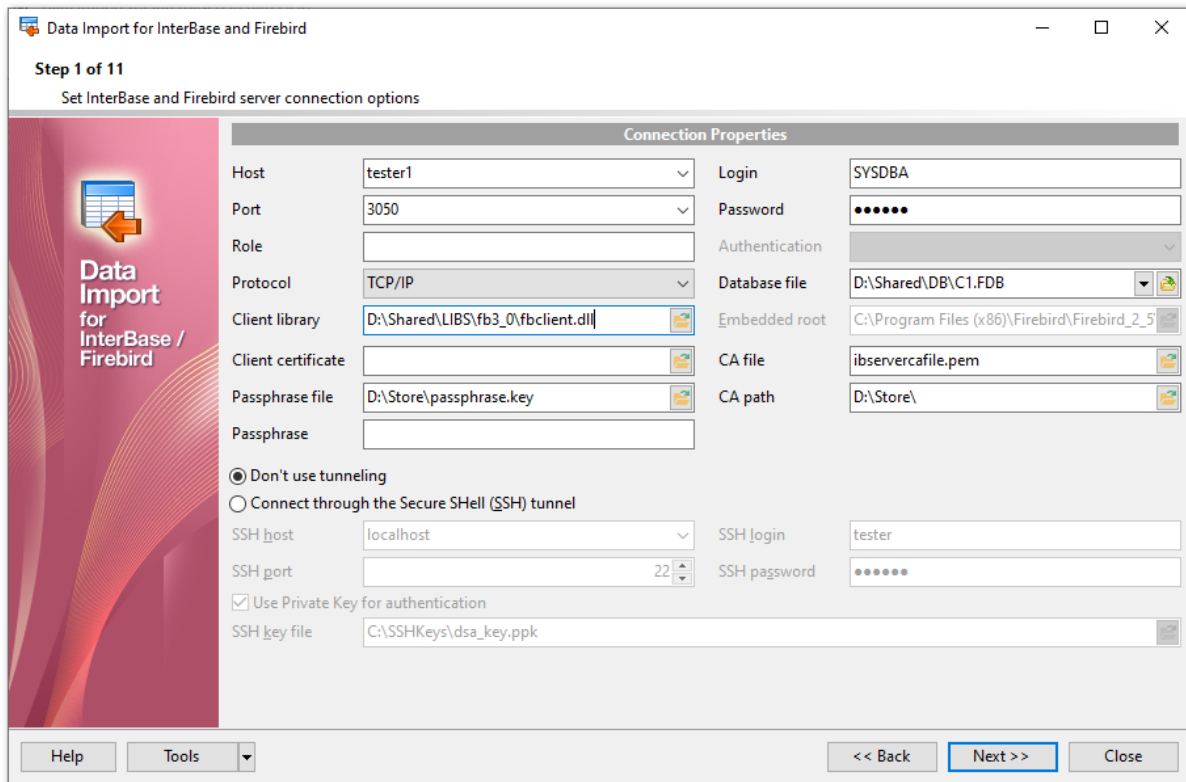 Data Import for InterBase and Firebird
Step 1 of 11
Set InterBase and Firebird server connection options
Data
Import
for
InterBase /
Firebird
Connection Properties
Host tester1 Login SYSDBA
Port 3050 Password ●●●●●●
Role Authentication
Protocol TCP/IP Database file D:\Shared\DB\C1.FDB
Client library D:\Shared\LIBS\fb3_0\fbclient.dll Embedded root C:\Program Files (x86)\Firebird\Firebird_2_5\
Client certificate CA file ibservercafile.pem
Passphrase file D:\Store\passphrase.key CA path D:\Store\
Passphrase
Don't use tunneling
Connect through the Secure SHell (SSH) tunnel
SSH host localhost SSH login tester
SSH port 22 SSH password ●●●●●●
Use Private Key for authentication
SSH key file C:\SSHKeys\dsa_key.ppk
Help Tools << Back Next >> Close